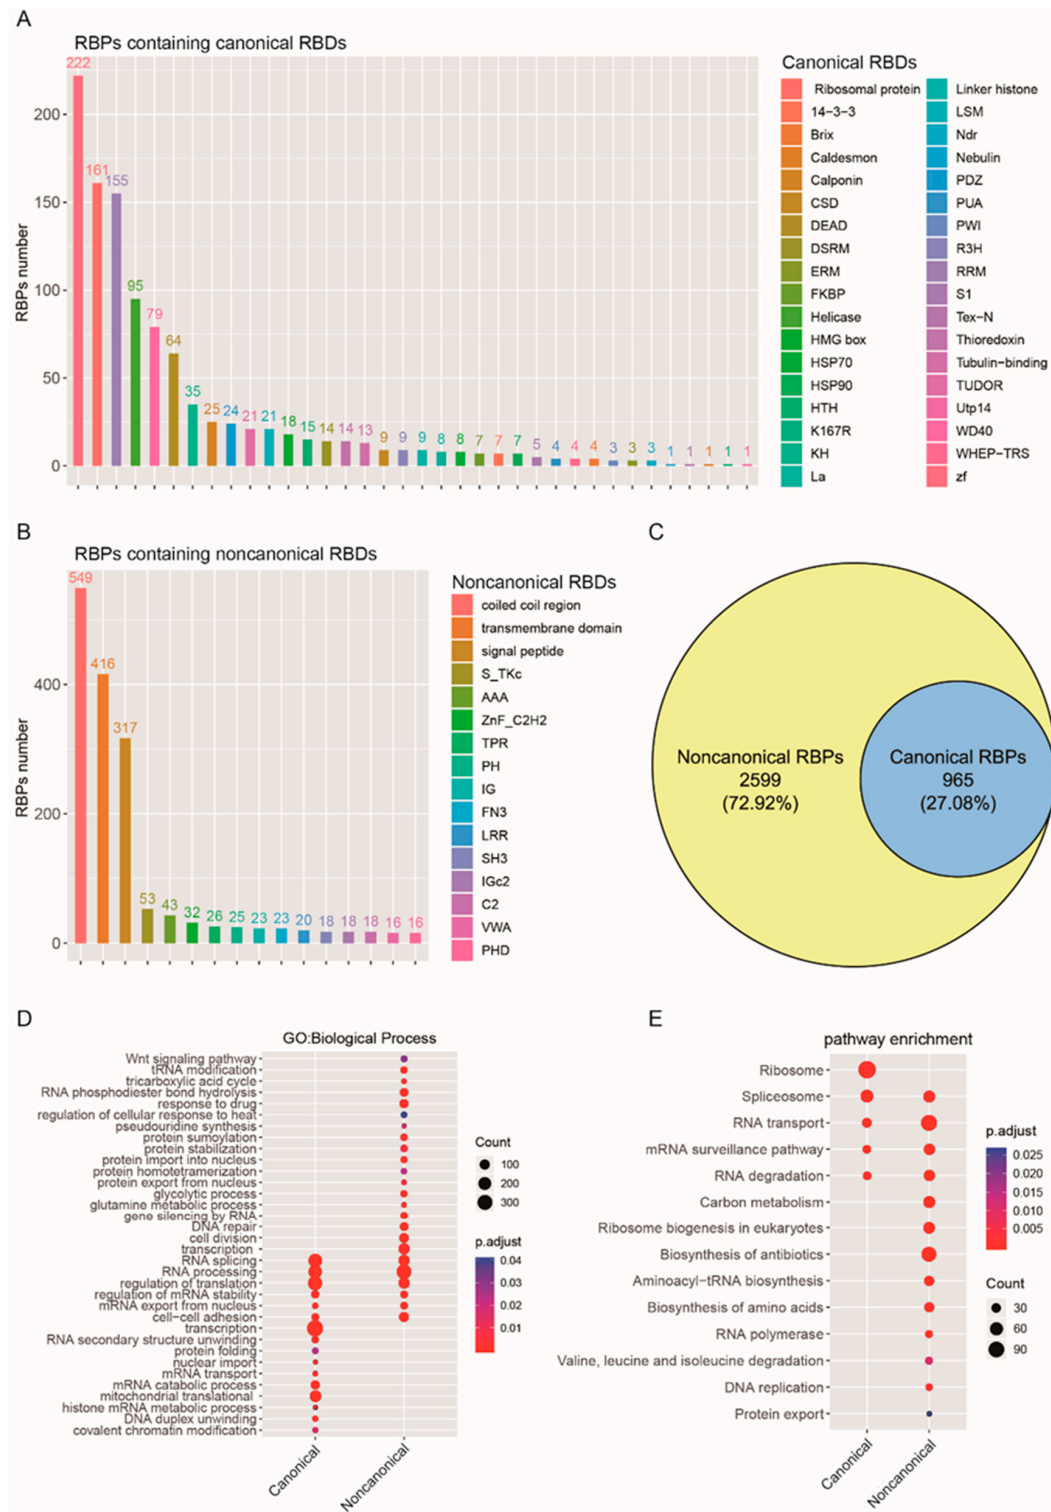 A
RBPs containing canonical RBDs
222
161
155
95
79
64
35
25
24
21
21
18
15
14
14
13
9
9
9
8
8
7
7
7
5
4
4
4
3
3
3
1
1
1
1
1
RBPs number
200
150
100
50
0
Canonical RBDs
Ribosomal protein
14-3-3
Brix
Caldesmon
Calponin
CSD
DEAD
DSRM
ERM
FKBP
Helicase
HMG box
HSP70
HSP90
HTH
K167R
KH
La
Linker histone
LSM
Ndr
Nebulin
PDZ
PUA
PWI
R3H
RRM
S1
Tex-N
Thioredoxin
Tubulin-binding
TUDOR
Utp14
WD40
WHEP-TRS
zf
B
RBPs containing noncanonical RBDs
549
416
317
53
43
32
26
25
23
23
20
18
18
18
16
16
RBPs number
400
200
0
Noncanonical RBDs
coiled coil region
transmembrane domain
signal peptide
S_TKc
AAA
ZnF_C2H2
TPR
PH
IG
FN3
LRR
SH3
IGc2
C2
VWA
PHD
C
Noncanonical RBPs
2599
(72.92%)
Canonical RBPs
965
(27.08%)
D
GO:Biological Process
Wnt signaling pathway
tRNA modification
tricarboxylic acid cycle
RNA phosphodiester bond hydrolysis
response to drug
regulation of cellular response to heat
pseudouridine synthesis
protein sumoylation
protein stabilization
protein import into nucleus
protein homotetramerization
protein export from nucleus
glycolytic process
glutamine metabolic process
gene silencing by RNA
DNA repair
cell division
transcription
RNA splicing
RNA processing
regulation of translation
regulation of mRNA stability
mRNA export from nucleus
cell-cell adhesion
transcription
RNA secondary structure unwinding
protein folding
nuclear import
mRNA transport
mRNA catabolic process
mitochondrial translational
histone mRNA metabolic process
DNA duplex unwinding
covalent chromatin modification
Canonical
Noncanonical
Count
100
200
300
p.adjust
0.04
0.03
0.02
0.01
E
pathway enrichment
Ribosome
Spliceosome
RNA transport
mRNA surveillance pathway
RNA degradation
Carbon metabolism
Ribosome biogenesis in eukaryotes
Biosynthesis of antibiotics
Aminoacyl-tRNA biosynthesis
Biosynthesis of amino acids
RNA polymerase
Valine, leucine and isoleucine degradation
DNA replication
Protein export
Canonical
Noncanonical
p.adjust
0.025
0.020
0.015
0.010
0.005
Count
30
60
90